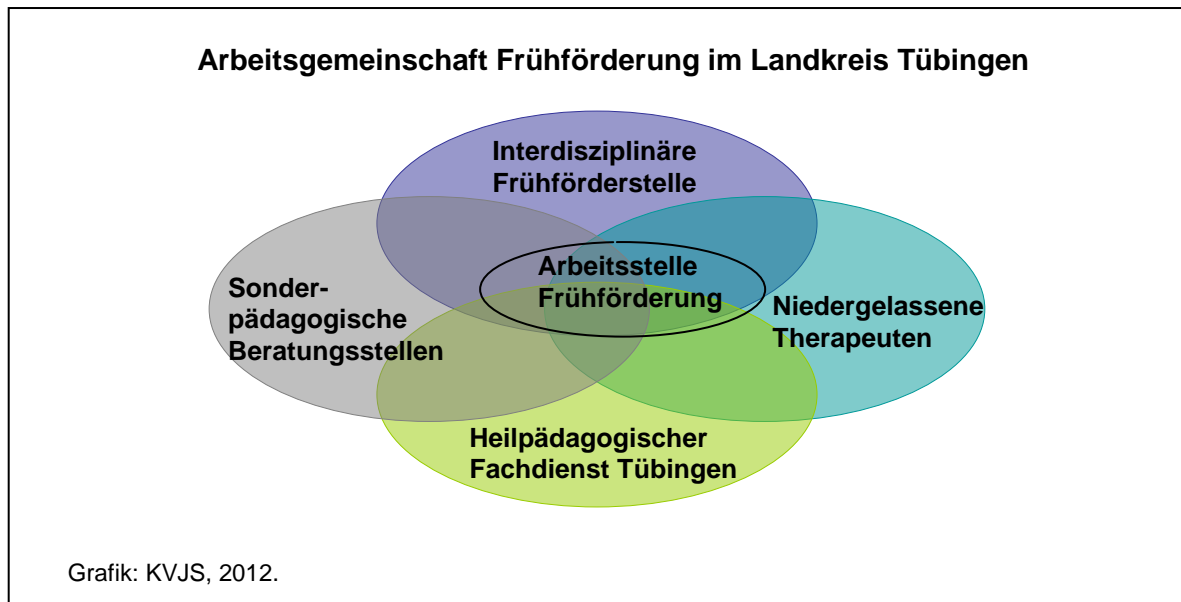 Arbeitsgemeinschaft Frühförderung im Landkreis Tübingen
Interdisziplinäre
Frühförderstelle
Arbeitsstelle
Frühförderung
Sonder-
pädagogische
Beratungsstellen
Niedergelassene
Therapeuten
Heilpädagogischer
Fachdienst Tübingen
Grafik: KVJS, 2012.